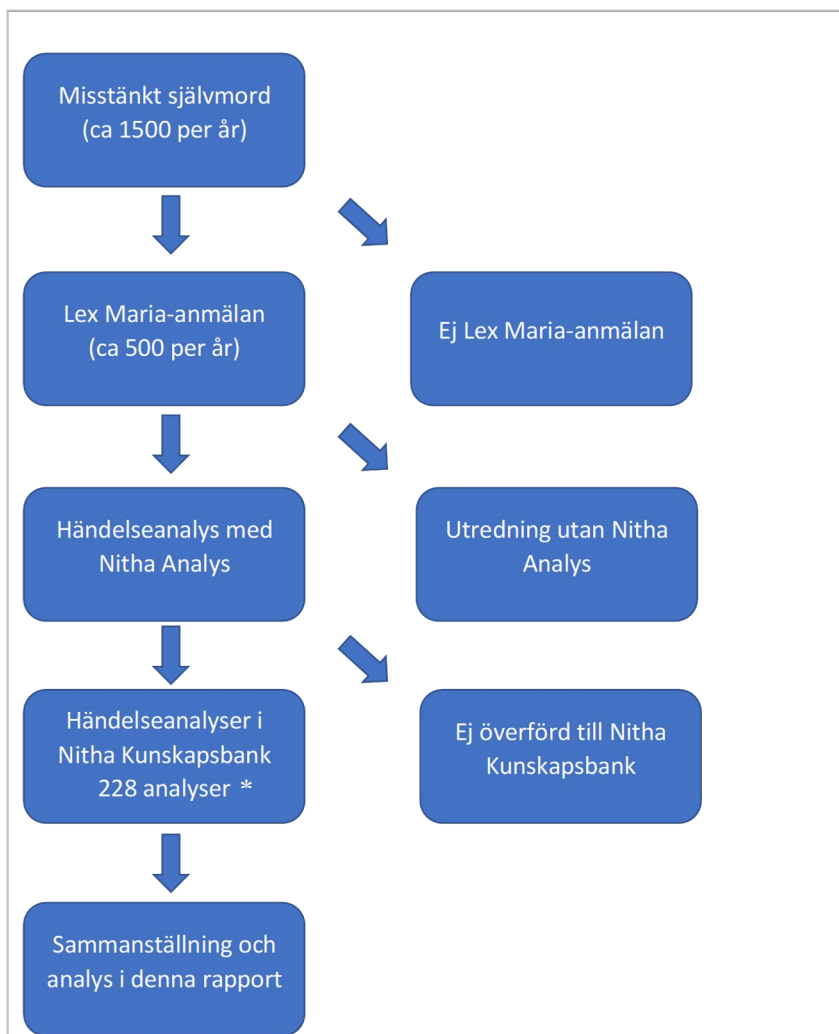 Misstänkt självmord
(ca 1500 per år)
Lex Maria-anmälan
(ca 500 per år)
Ej Lex Maria-anmälan
Händelseanalys med
Nitha Analys
Utredning utan Nitha
Analys
Händelseanalyser i
Nitha Kunskapsbank
228 analyser *
Ej överförd till Nitha
Kunskapsbank
Sammanställning och
analys i denna rapport